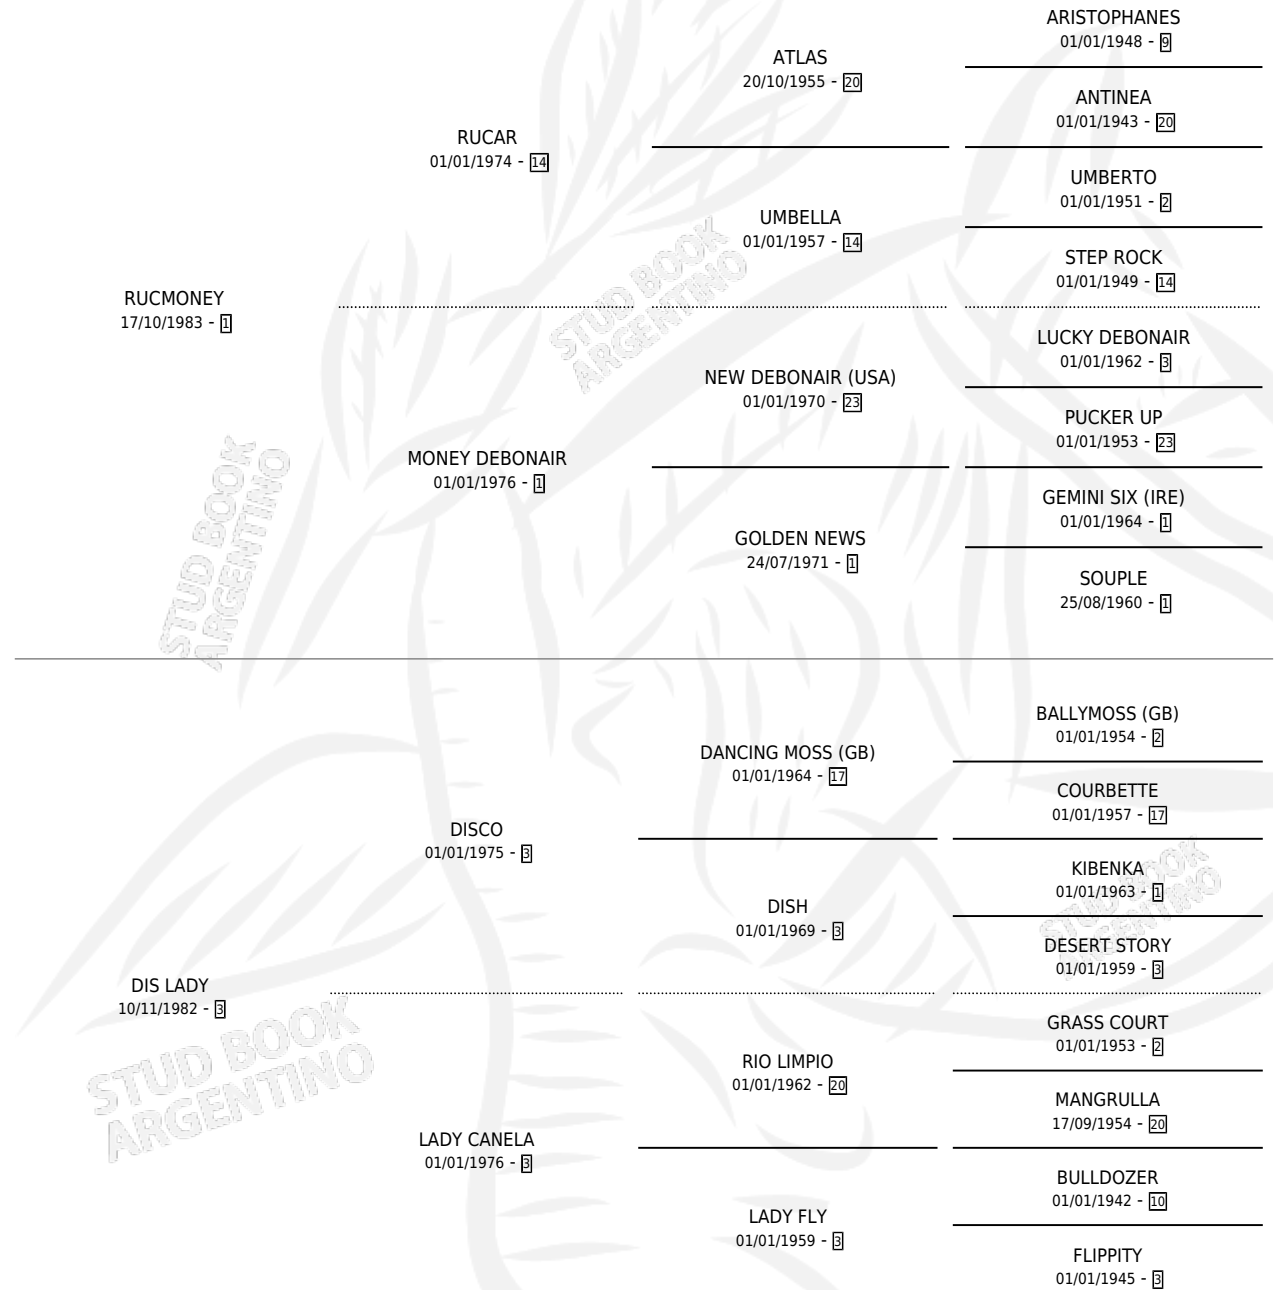 ARISTOPHANES
01/01/1948 - 9
ATLAS
20/10/1955 - 20
ANTINEA
01/01/1943 - 20
RUCAR
01/01/1974 - 14
UMBERTO
01/01/1951 - 2
UMBELLA
01/01/1957 - 14
STEP ROCK
01/01/1949 - 14
RUCMONEY
17/10/1983 - 1
LUCKY DEBONAIR
01/01/1962 - 3
NEW DEBONAIR (USA)
01/01/1970 - 23
PUCKER UP
01/01/1953 - 23
MONEY DEBONAIR
01/01/1976 - 1
GEMINI SIX (IRE)
01/01/1964 - 1
GOLDEN NEWS
24/07/1971 - 1
SOUPLE
25/08/1960 - 1
STUD BOOK
ARGENTINO
STUD BOOK
ARGENTINO
BALLYMOSS (GB)
01/01/1954 - 2
DANCING MOSS (GB)
01/01/1964 - 17
COURBETTE
01/01/1957 - 17
DISCO
01/01/1975 - 3
KIBENKA
01/01/1963 - 1
DISH
01/01/1969 - 3
DESERT STORY
01/01/1959 - 3
DIS LADY
10/11/1982 - 3
GRASS COURT
01/01/1953 - 2
RIO LIMPIO
01/01/1962 - 20
MANGRULLA
17/09/1954 - 20
LADY CANELA
01/01/1976 - 3
BULLDOZER
01/01/1942 - 10
LADY FLY
01/01/1959 - 3
FLIPPITY
01/01/1945 - 3
STUD BOOK
ARGENTINO
STUD BOOK
ARGENTINO